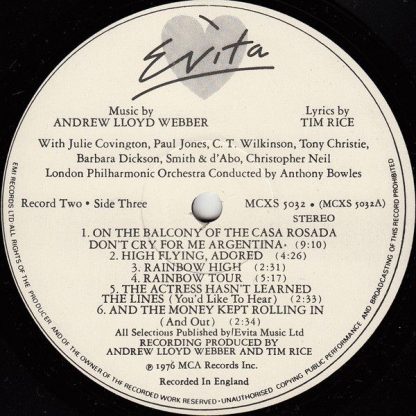 Evita
Music by
ANDREW LLOYD WEBBER
Lyrics by
TIM RICE
With Julie Covington, Paul Jones, C. T. Wilkinson, Tony Christie,
Barbara Dickson, Smith & d'Abo, Christopher Neil
London Philharmonic Orchestra Conducted by Anthony Bowles
Record Two • Side Three
MCXS 5032 • (MCXS 5032A)
STEREO
1. ON THE BALCONY OF THE CASA ROSADA
DON'T CRY FOR ME ARGENTINA• (9:10)
2. HIGH FLYING, ADORED (4:26)
3. RAINBOW HIGH (2:31)
4. RAINBOW TOUR (5:17)
5. THE ACTRESS HASN'T LEARNED
THE LINES (You'd Like To Hear) (2:33)
6. AND THE MONEY KEPT ROLLING IN
(And Out) (2:34)
All Selections Published by/Evita Music Ltd
RECORDING PRODUCED BY
ANDREW LLOYD WEBBER AND TIM RICE
℗ 1976 MCA Records Inc.
Recorded In England
EMI RECORDS LTD ALL RIGHTS OF THE PRODUCER AND OF THE OWNER OF THE RECORDED WORK RESERVED · UNAUTHORISED COPYING PUBLIC PERFORMANCE AND BROADCASTING OF THIS RECORD PROHIBITED